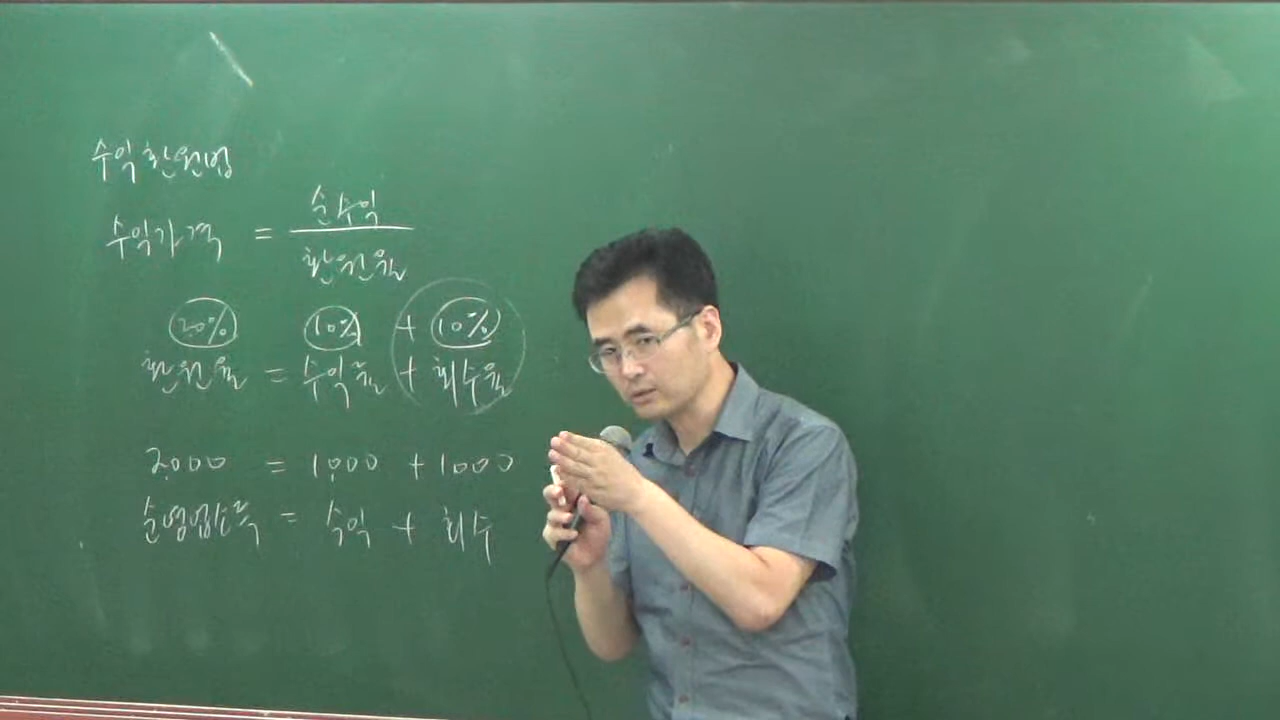 수익환원법
순수익
수익가격 =
환원율
20% 10% + 10%
환원율 = 수익률 + 회수율
2000 = 1000 + 1000
순영업소득 = 수익 + 회수